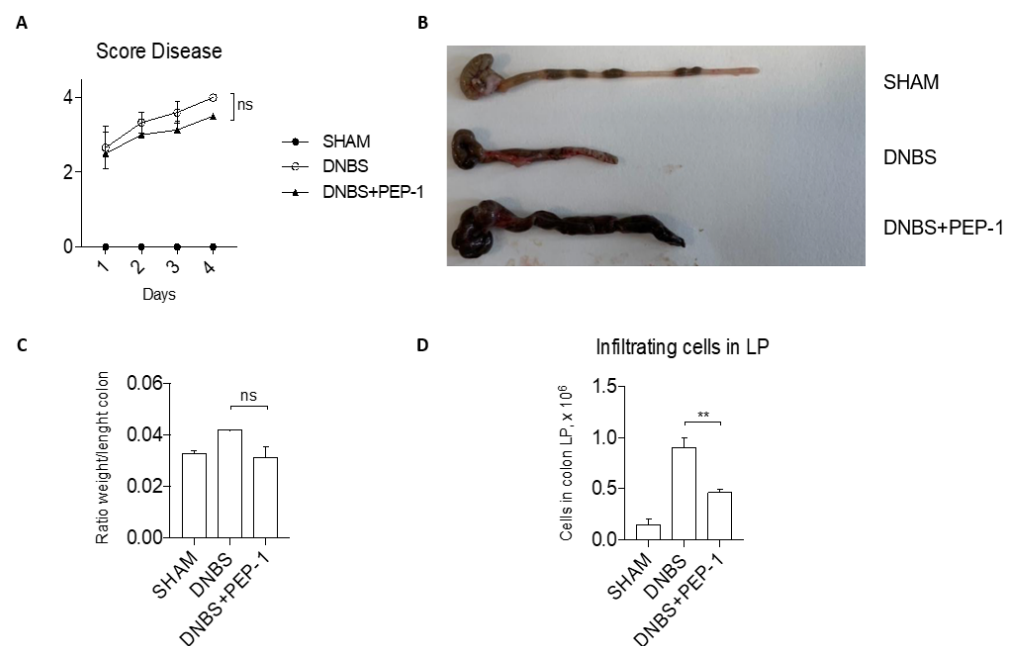 A
Score Disease
4
2
0
1
2
3
4
Days
ns
SHAM
DNBS
DNBS+PEP-1
B
SHAM
DNBS
DNBS+PEP-1
C
Ratio weight/lenght colon
0.06
0.04
0.02
0.00
ns
SHAM
DNBS
DNBS+PEP-1
D
Infiltrating cells in LP
Cells in colon LP, x 10⁶
1.5
1.0
0.5
0.0
**
SHAM
DNBS
DNBS+PEP-1